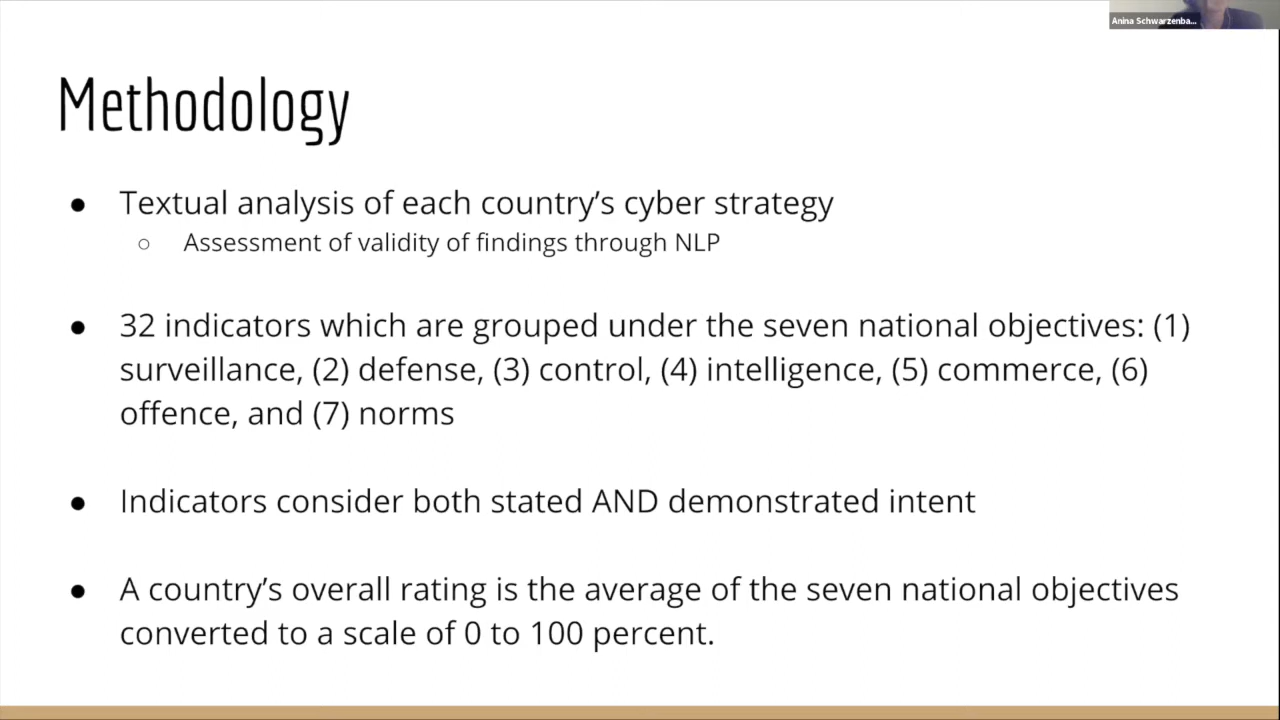 Anina Schwarzenba...
Methodology
● Textual analysis of each country’s cyber strategy
○ Assessment of validity of findings through NLP
● 32 indicators which are grouped under the seven national objectives: (1)
surveillance, (2) defense, (3) control, (4) intelligence, (5) commerce, (6)
offence, and (7) norms
● Indicators consider both stated AND demonstrated intent
● A country’s overall rating is the average of the seven national objectives
converted to a scale of 0 to 100 percent.